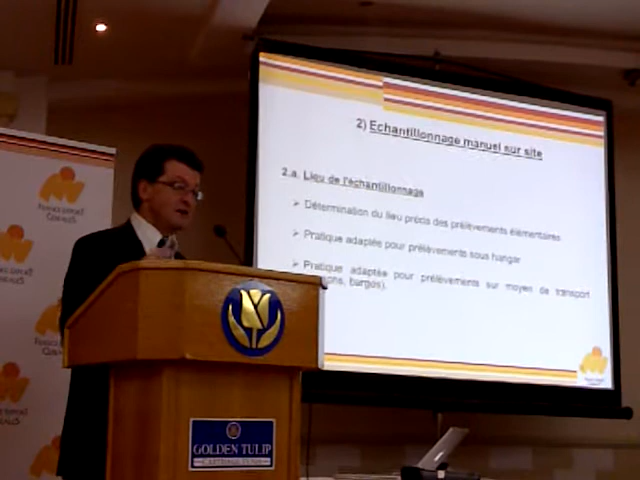 2) Echantillonnage manuel sur site
2.a. Lieu de l'échantillonnage
➢ Détermination du lieu précis des prélèvements élémentaires
➢ Pratique adaptée pour prélèvements sous hangar
➢ Pratique adaptée pour prélèvements sur moyen de transport
barges).
GOLDEN TULIP